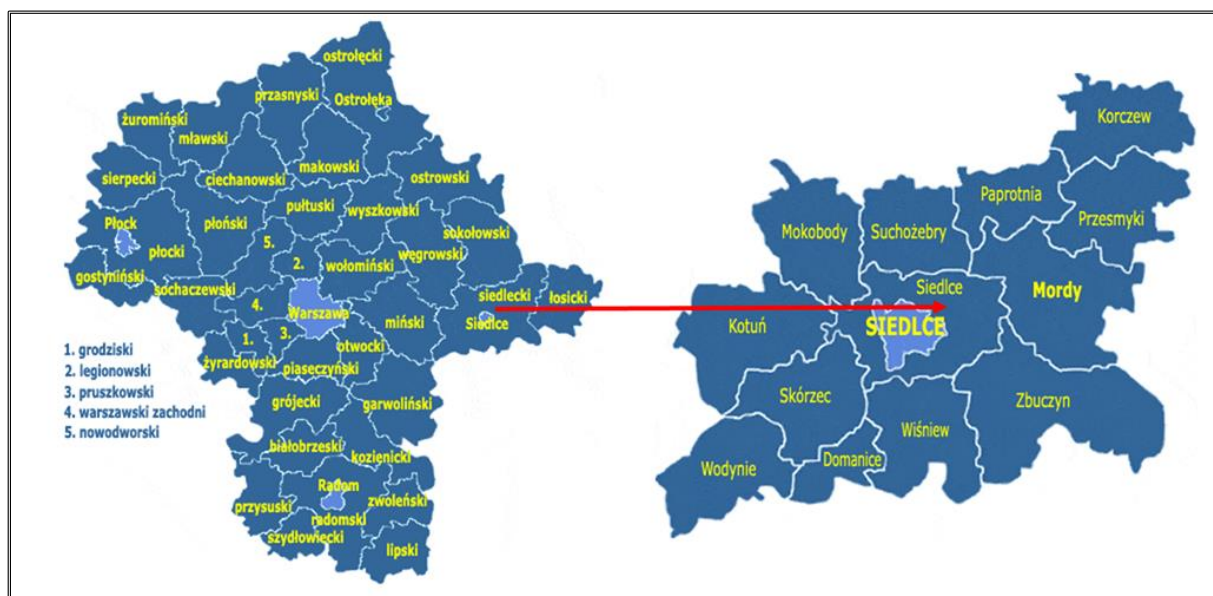 ostrołęcki
przasnyski
Ostrołęka
żuromiński
mławski
makowski
sierpecki
ciechanowski
ostrowski
pułtuski
wyszkowski
Płock
płoński
sokołowski
płocki
5.
węgrowski
gostyniński
2.
wołomiński
sochaczewski
4.
Warszawa
siedlecki
łosicki
Siedlce
miński
1.
3.
otwocki
żyrardowski
piaseczyński
grójecki
garwoliński
białobrzeski
kozienicki
Radom
przysuski
zwoleński
radomski
szydłowiecki
lipski
1. grodziski
2. legionowski
3. pruszkowski
4. warszawski zachodni
5. nowodworski
Korczew
Paprotnia
Przesmyki
Mokobody
Suchożebry
Siedlce
Mordy
Kotuń
SIEDLCE
Skórzec
Zbuczyn
Wiśniew
Domanice
Wodynie